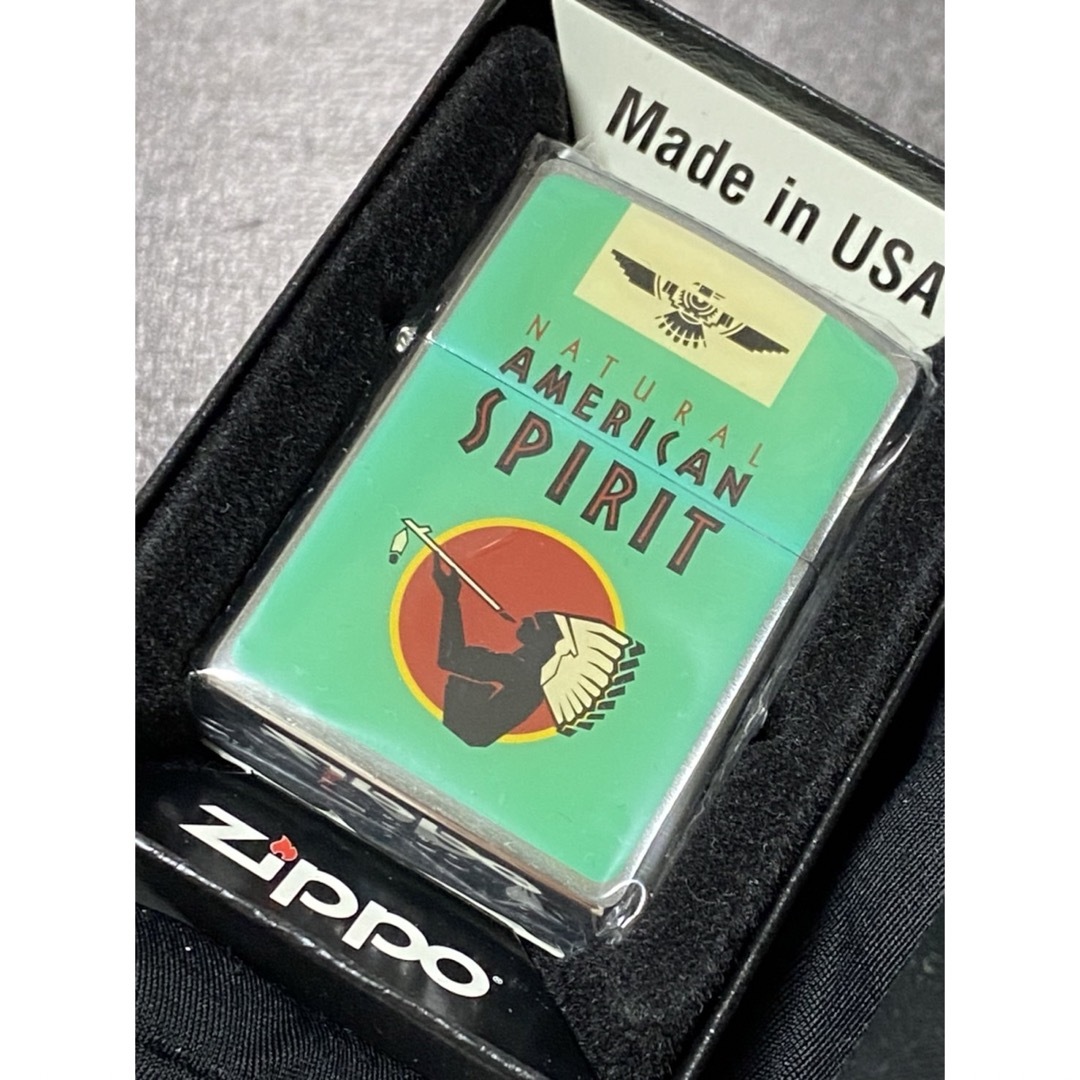 Made in USA
NATURAL
AMERICAN
SPIRIT
zippo®